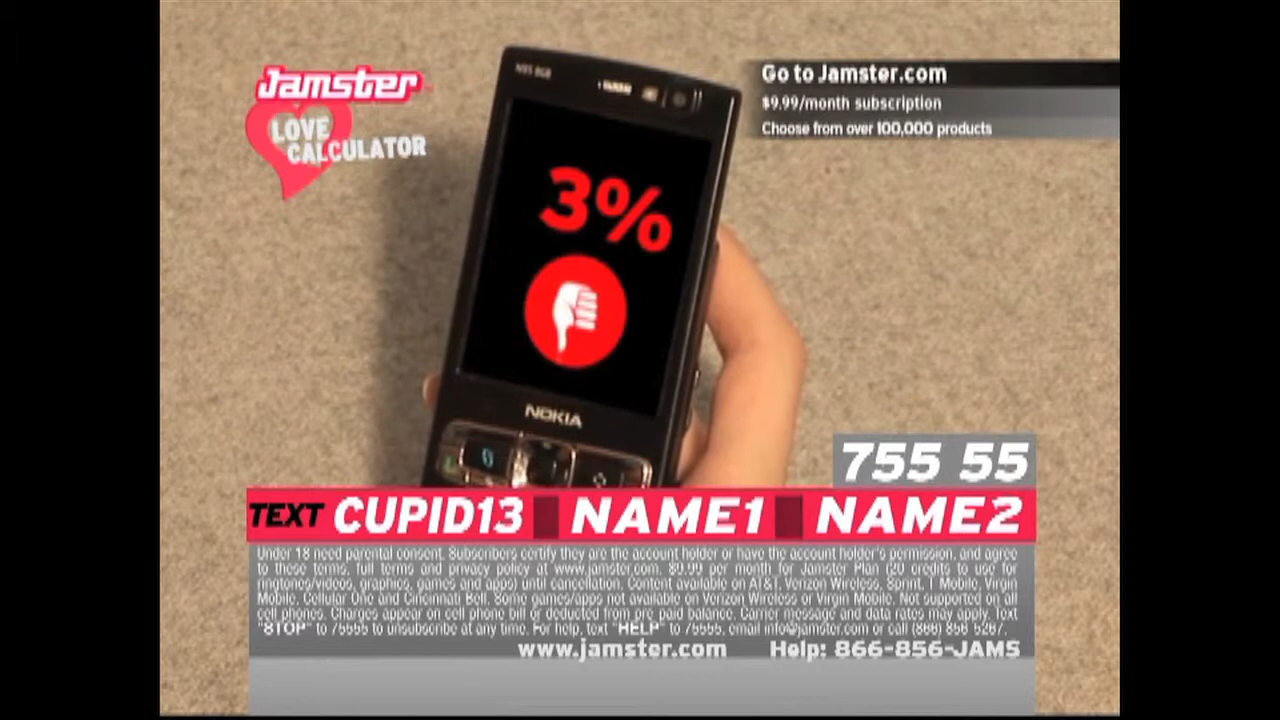 Jamster
LOVE
CALCULATOR
N95 8GB
Go to Jamster.com
$9.99/month subscription
Choose from over 100,000 products
3%
NOKIA
755 55
TEXT CUPID13 NAME1 NAME2
Under 18 need parental consent. Subscribers certify they are the account holder or have the account holder's permission, and agree
to these terms, full terms and privacy policy at www.jamster.com. $9.99 per month for Jamster Plan (20 credits to use for
ringtones/videos, graphics, games and apps) until cancellation. Content available on AT&T, Verizon Wireless, Sprint, T Mobile, Virgin
Mobile, Cellular One and Cincinnati Bell. Some games/apps not available on Verizon Wireless or Virgin Mobile. Not supported on all
cell phones. Charges appear on cell phone bill or deducted from pre paid balance. Carrier message and data rates may apply. Text
"STOP" to 75555 to unsubscribe at any time. For help, text "HELP" to 75555, email info@jamster.com or call (866) 856 5267.
www.jamster.com Help: 866-856-JAMS